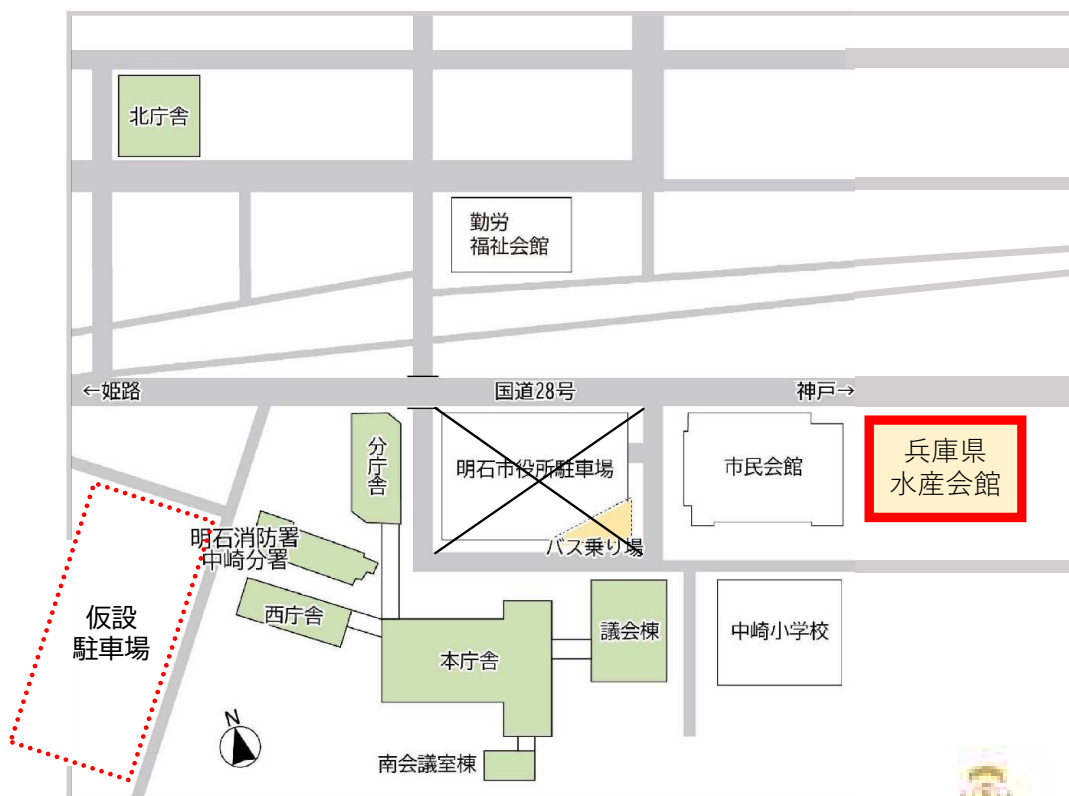 北庁舎
勤労
福祉会館
←姫路
国道28号
神戸→
分庁舎
明石市役所駐車場
バス乗り場
市民会館
兵庫県
水産会館
明石消防署
中崎分署
仮設
駐車場
西庁舎
本庁舎
議会棟
中崎小学校
N
南会議室棟